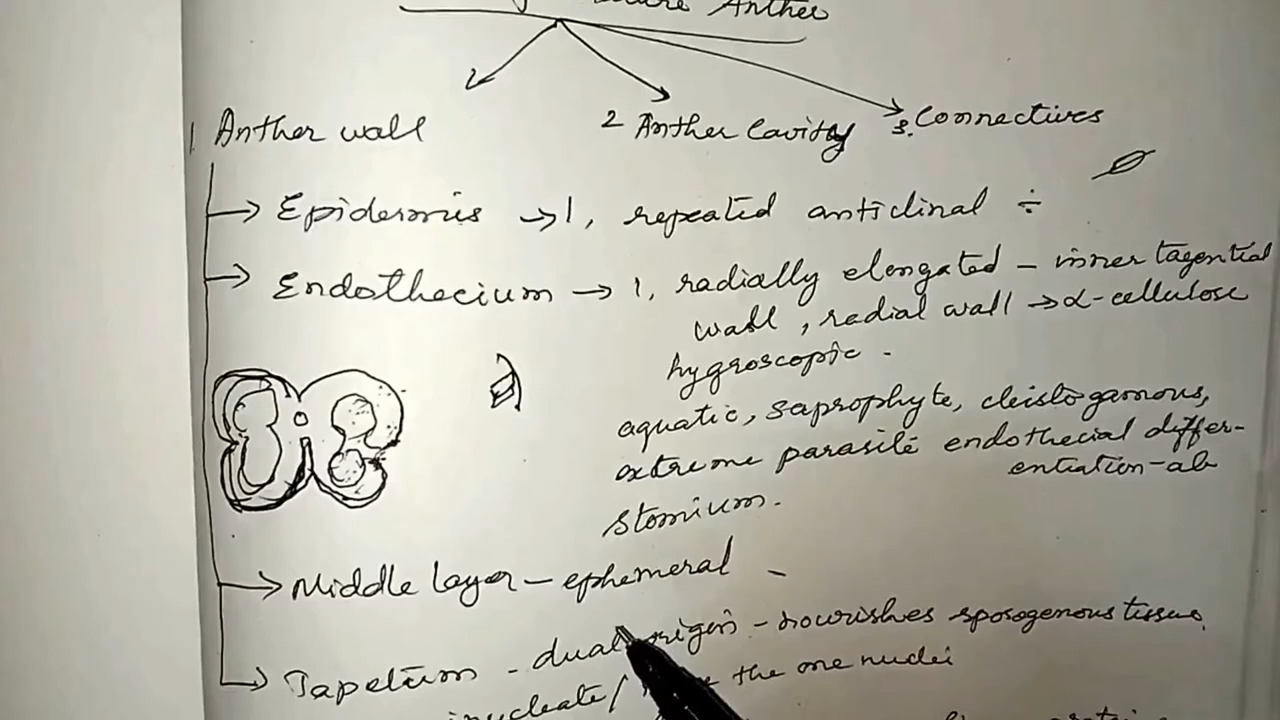 Anther
1. Anther wall
2 Anther Cavity
3. Connectives
→ Epidermis → 1, repeated anticlinal ÷
→ Endothecium → 1, radially elongated – inner tagential
wall, radial wall → α-cellulose
hygroscopic.
aquatic, saprophyte, cleistogamous,
extreme parasite endothecial differ-
entiation-ab
Stomium.
→ Middle layer – ephemeral –
→ Tapetum - dual origin – nourishes sporogenous tissue,
the one nuclei